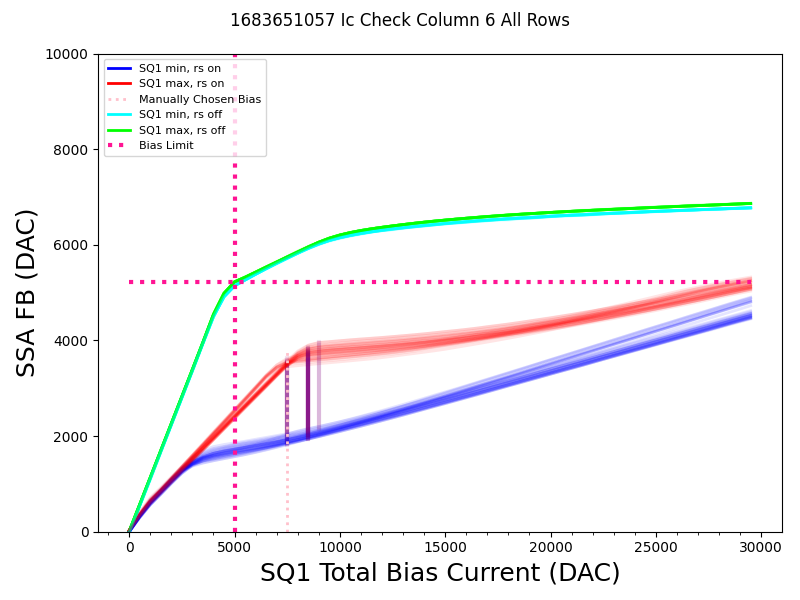 1683651057 Ic Check Column 6 All Rows
10000
8000
6000
4000
2000
0
SSA FB (DAC)
SQ1 min, rs on
SQ1 max, rs on
Manually Chosen Bias
SQ1 min, rs off
SQ1 max, rs off
Bias Limit
0 5000 10000 15000 20000 25000 30000
SQ1 Total Bias Current (DAC)